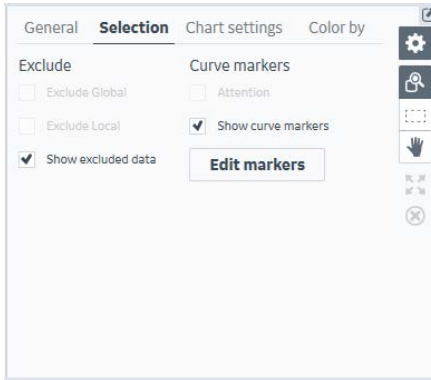 General Selection Chart settings Color by
Exclude
Exclude Global
Exclude Local
Show excluded data
Curve markers
Attention
Show curve markers
Edit markers